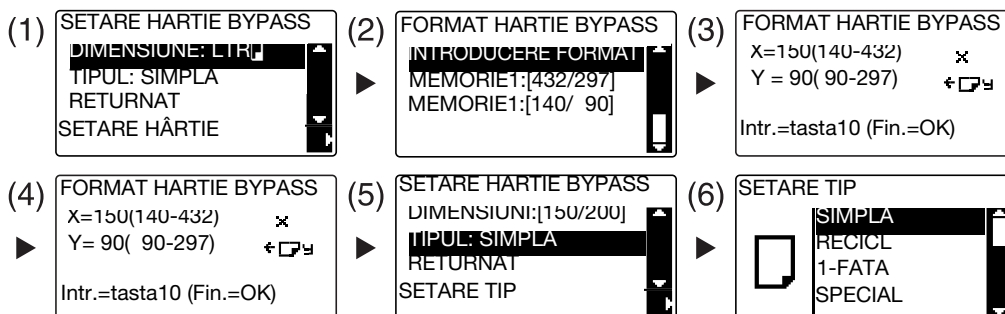 (1)
SETARE HARTIE BYPASS
DIMENSIUNE: LTR
TIPUL: SIMPLA
RETURNAT
SETARE HÂRTIE
(2)
FORMAT HARTIE BYPASS
INTRODUCERE FORMAT
MEMORIE1:[432/297]
MEMORIE1:[140/ 90]
(3)
FORMAT HARTIE BYPASS
X=150(140-432) x
Y = 90( 90-297) y
Intr.=tasta10 (Fin.=OK)
(4)
FORMAT HARTIE BYPASS
X=150(140-432) x
Y= 90( 90-297) y
Intr.=tasta10 (Fin.=OK)
(5)
SETARE HARTIE BYPASS
DIMENSIUNI:[150/200]
TIPUL: SIMPLA
RETURNAT
SETARE TIP
(6)
SETARE TIP
SIMPLA
RECICL
1-FATA
SPECIAL